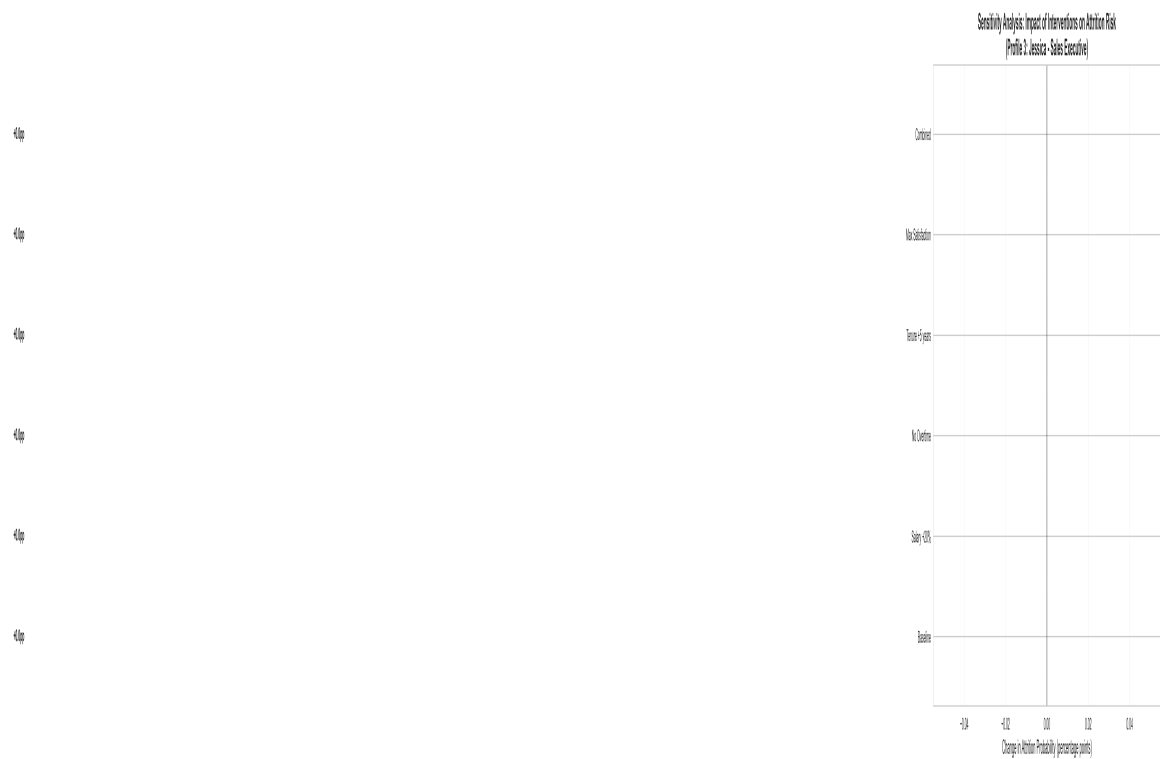 Sensitivity Analysis: Impact of Interventions on Attrition Risk
(Profile 3: Jessica - Sales Executive)
+0.0pp
Combined
+0.0pp
Max Satisfaction
+0.0pp
Tenure +5 years
+0.0pp
No Overtime
+0.0pp
Salary +20%
+0.0pp
Baseline
−0.04
−0.02
0.00
0.02
0.04
Change in Attrition Probability (percentage points)